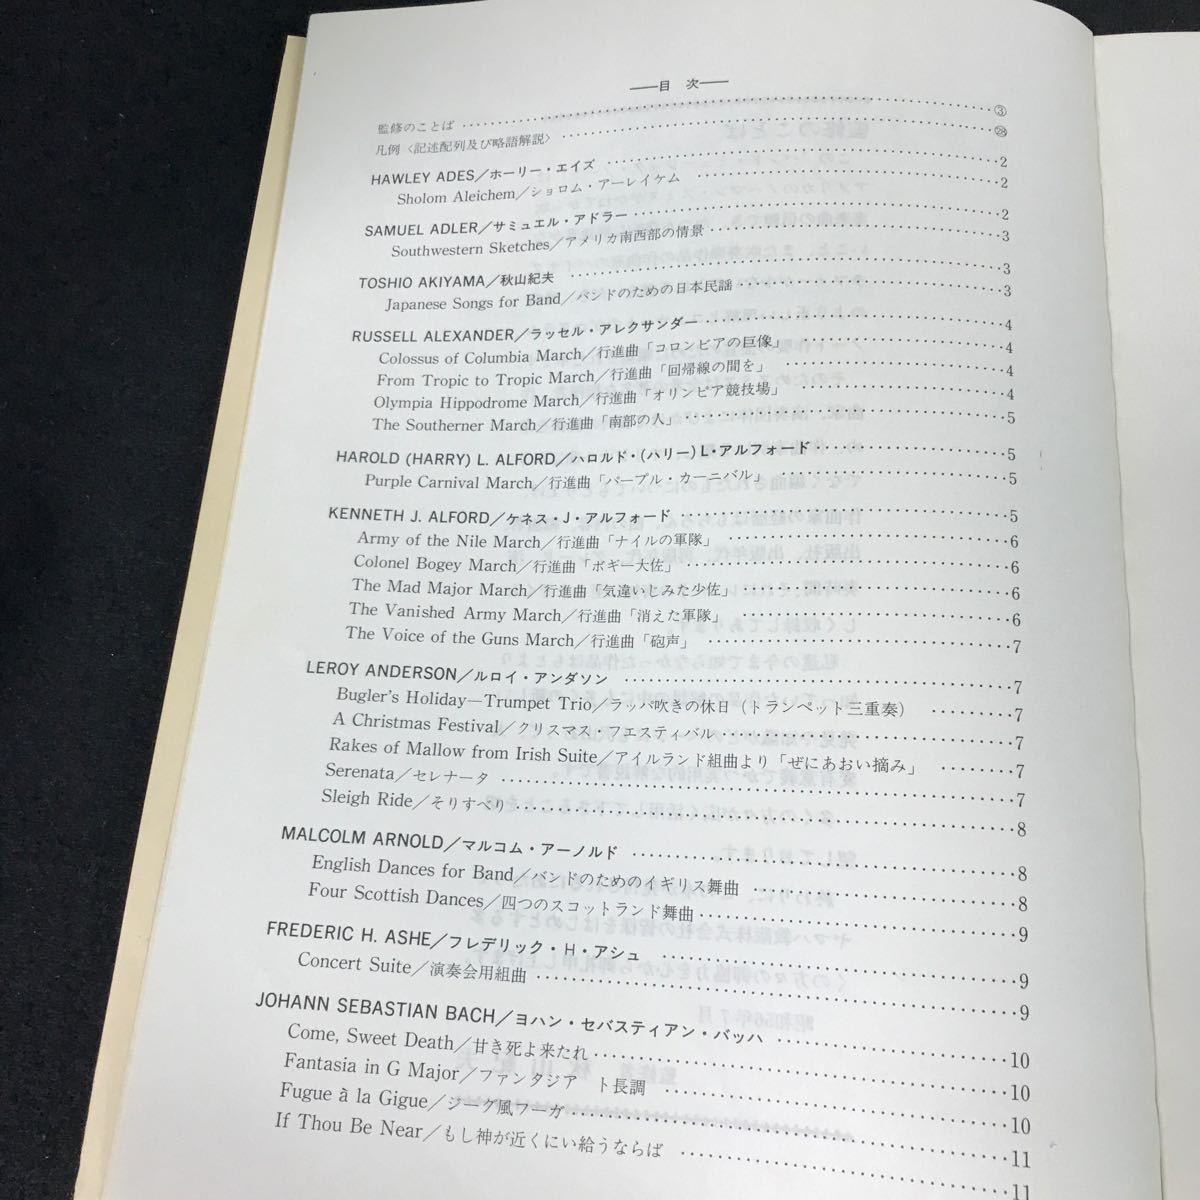 ——目　次——
監修のことば ③
凡例〈記述配列及び略語解説〉 ㉘
HAWLEY ADES／ホーリー・エイズ 2
Sholom Aleichem／ショロム・アーレイケム 2
SAMUEL ADLER／サミュエル・アドラー 2
Southwestern Sketches／アメリカ南西部の情景 3
TOSHIO AKIYAMA／秋山紀夫 3
Japanese Songs for Band／バンドのための日本民謡 3
RUSSELL ALEXANDER／ラッセル・アレクサンダー 4
Colossus of Columbia March／行進曲「コロンビアの巨像」 4
From Tropic to Tropic March／行進曲「回帰線の間を」 4
Olympia Hippodrome March／行進曲「オリンピア競技場」 4
The Southerner March／行進曲「南部の人」 5
HAROLD (HARRY) L. ALFORD／ハロルド・(ハリー) L・アルフォード 5
Purple Carnival March／行進曲「パープル・カーニバル」 5
KENNETH J. ALFORD／ケネス・J・アルフォード 5
Army of the Nile March／行進曲「ナイルの軍隊」 6
Colonel Bogey March／行進曲「ボギー大佐」 6
The Mad Major March／行進曲「気違いじみた少佐」 6
The Vanished Army March／行進曲「消えた軍隊」 6
The Voice of the Guns March／行進曲「砲声」 7
LEROY ANDERSON／ルロイ・アンダソン 7
Bugler's Holiday—Trumpet Trio／ラッパ吹きの休日（トランペット三重奏） 7
A Christmas Festival／クリスマス・フェスティバル 7
Rakes of Mallow from Irish Suite／アイルランド組曲より「ぜにあおい摘み」 7
Serenata／セレナータ 7
Sleigh Ride／そりすべり 8
MALCOLM ARNOLD／マルコム・アーノルド 8
English Dances for Band／バンドのためのイギリス舞曲 8
Four Scottish Dances／四つのスコットランド舞曲 9
FREDERIC H. ASHE／フレデリック・H・アシュ 9
Concert Suite／演奏会用組曲 9
JOHANN SEBASTIAN BACH／ヨハン・セバスティアン・バッハ 10
Come, Sweet Death／甘き死よ来たれ 10
Fantasia in G Major／ファンタジア　ト長調 10
Fugue à la Gigue／ジーグ風フーガ 11
If Thou Be Near／もし神が近くにい給うならば 11